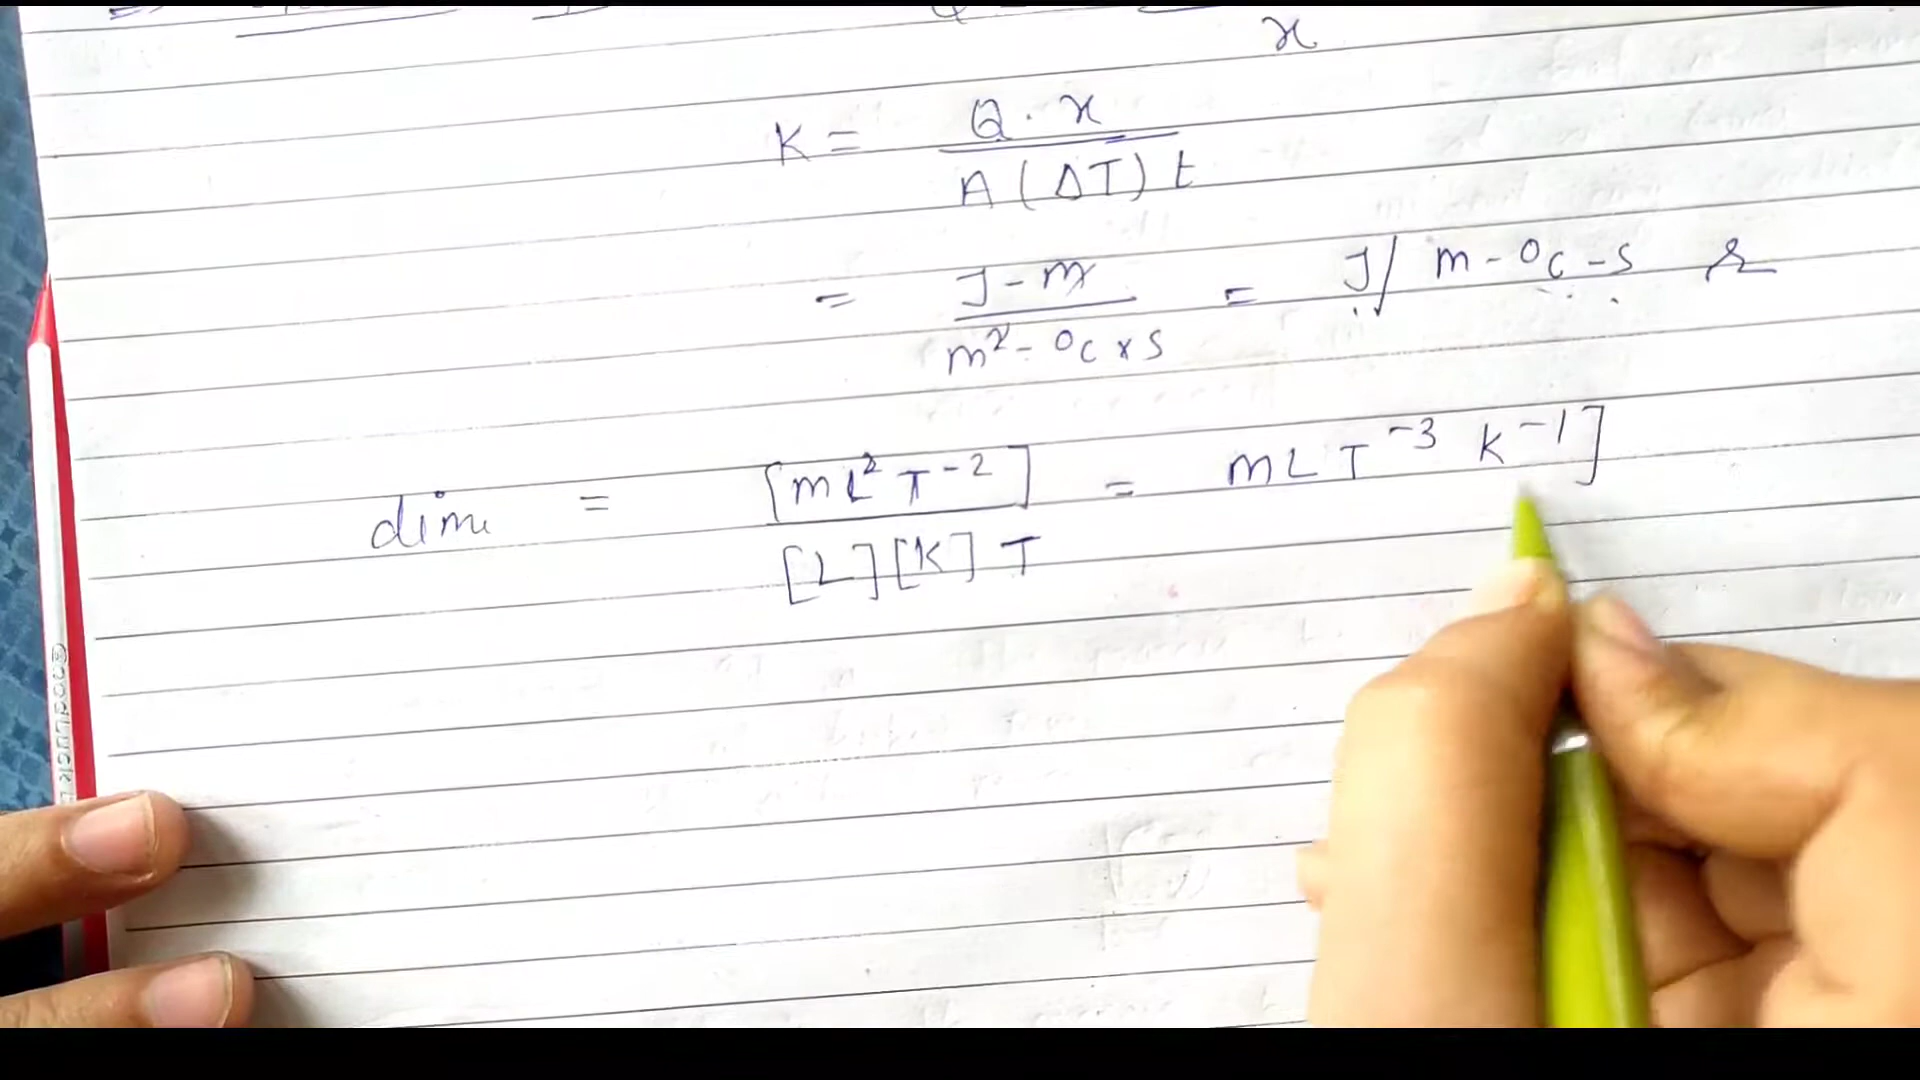 x
K = Q . x / A ( ΔT ) t
= J - m / m² - °C x s = J / m - °C - s
dim = [ m L² T⁻² ] / [ L ] [ K ] T = m L T⁻³ K⁻¹ ]